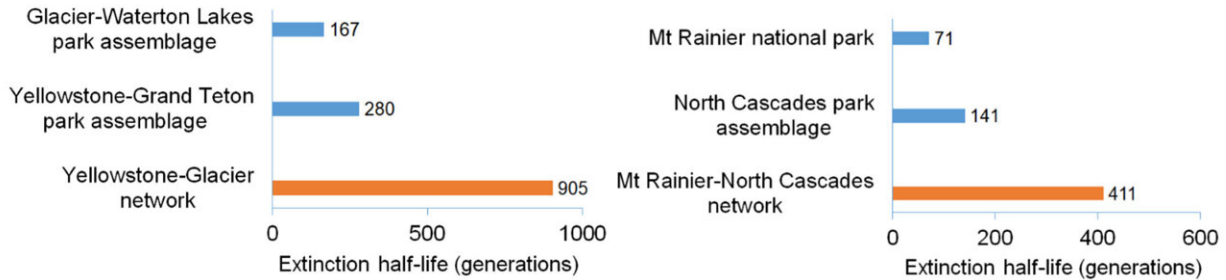 Glacier-Waterton Lakes
park assemblage
167
Yellowstone-Grand Teton
park assemblage
280
Yellowstone-Glacier
network
905
0
500
1000
Extinction half-life (generations)
Mt Rainier national park
71
North Cascades park
assemblage
141
Mt Rainier-North Cascades
network
411
0
200
400
600
Extinction half-life (generations)